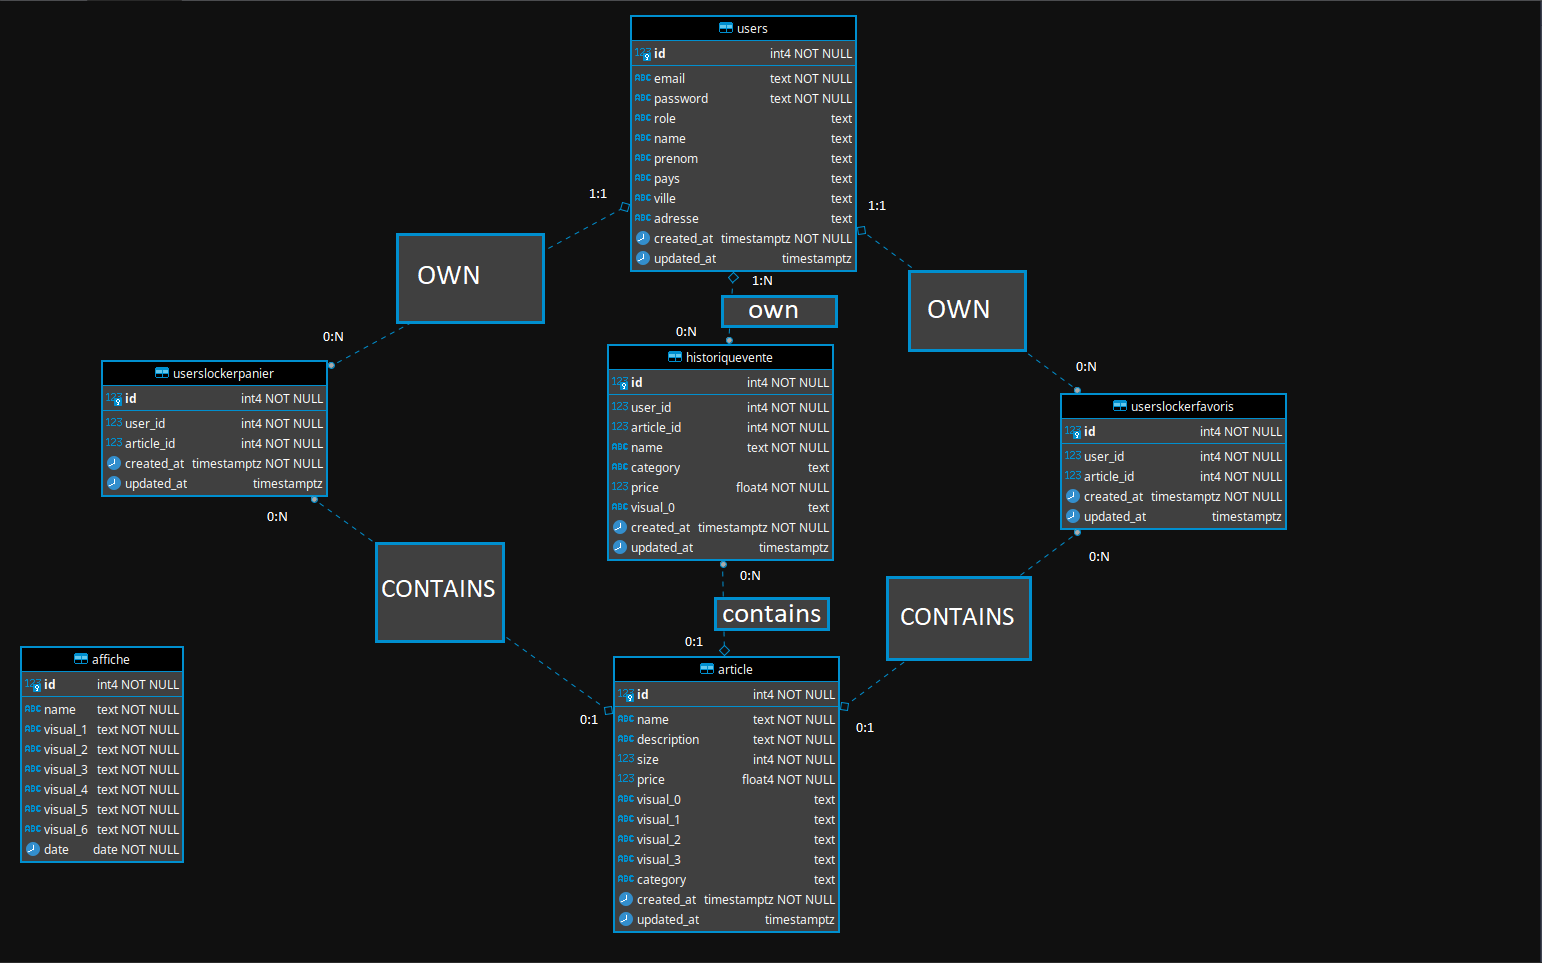 users
id int4 NOT NULL
email text NOT NULL
password text NOT NULL
role text
name text
prenom text
pays text
ville text
adresse text
created_at timestamptz NOT NULL
updated_at timestamptz
1:1
1:1
OWN
1:N
own
OWN
0:N
0:N
0:N
userslockerpanier
id int4 NOT NULL
user_id int4 NOT NULL
article_id int4 NOT NULL
created_at timestamptz NOT NULL
updated_at timestamptz
historiquevente
id int4 NOT NULL
user_id int4 NOT NULL
article_id int4 NOT NULL
name text NOT NULL
category text
price float4 NOT NULL
visual_0 text
created_at timestamptz NOT NULL
updated_at timestamptz
userslockerfavoris
id int4 NOT NULL
user_id int4 NOT NULL
article_id int4 NOT NULL
created_at timestamptz NOT NULL
updated_at timestamptz
0:N
0:N
0:N
CONTAINS
contains
CONTAINS
0:1
0:1
0:1
affiche
id int4 NOT NULL
name text NOT NULL
visual_1 text NOT NULL
visual_2 text NOT NULL
visual_3 text NOT NULL
visual_4 text NOT NULL
visual_5 text NOT NULL
visual_6 text NOT NULL
date date NOT NULL
article
id int4 NOT NULL
name text NOT NULL
description text NOT NULL
size int4 NOT NULL
price float4 NOT NULL
visual_0 text
visual_1 text
visual_2 text
visual_3 text
category text
created_at timestamptz NOT NULL
updated_at timestamptz